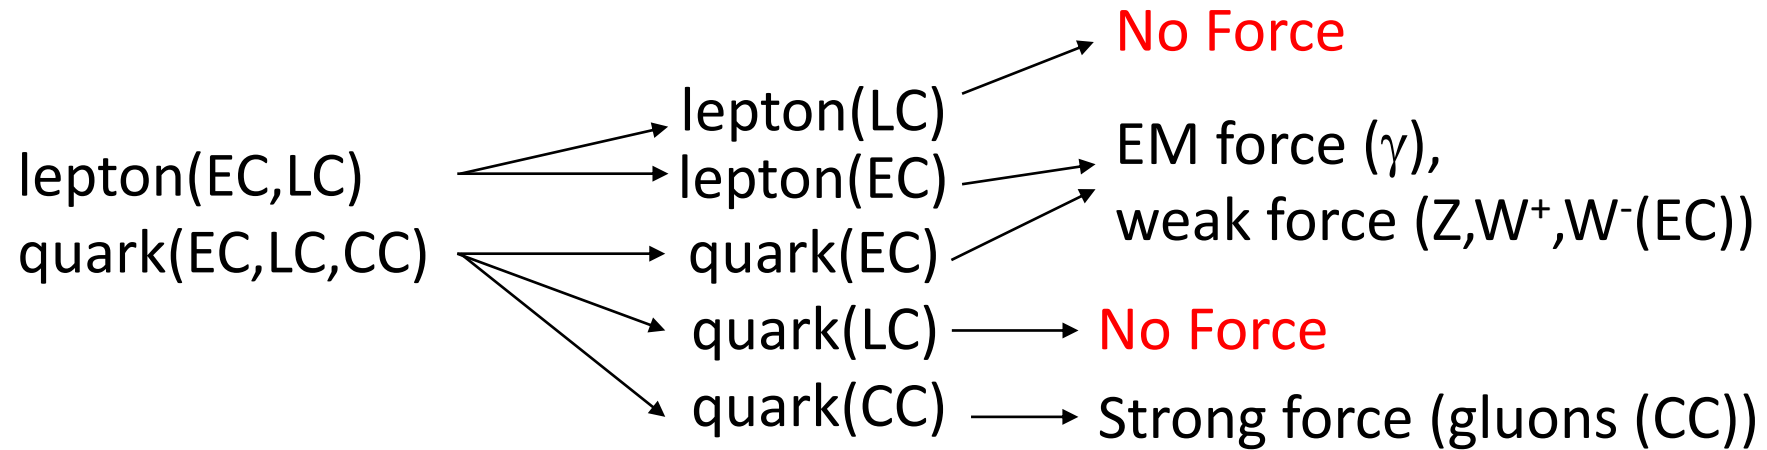 lepton(EC,LC)
quark(EC,LC,CC)
lepton(LC)
lepton(EC)
quark(EC)
quark(LC)
quark(CC)
No Force
EM force (γ),
weak force (Z,W⁺,W⁻(EC))
No Force
Strong force (gluons (CC))